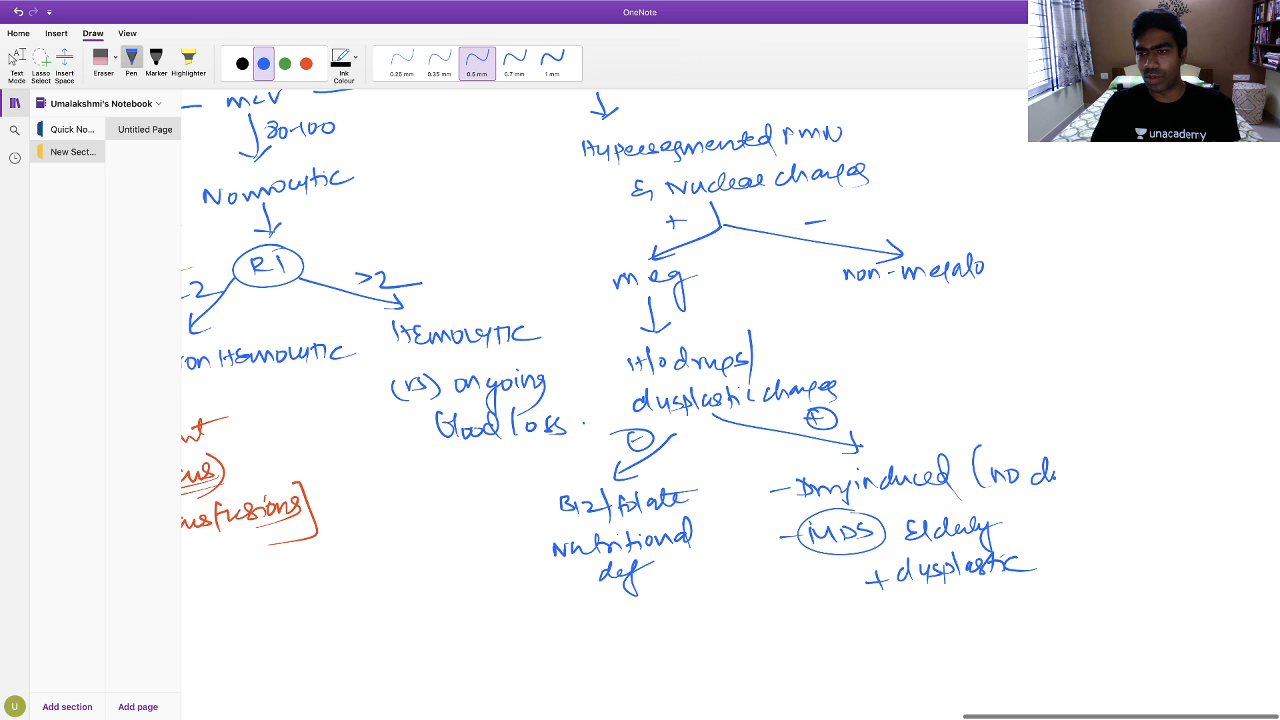 OneNote
Home Insert Draw View
Text Mode
Lasso Select
Insert Space
Eraser
Pen
Marker
Highlighter
Ink Colour
0.25 mm
0.35 mm
0.5 mm
0.7 mm
1 mm
Umalakshmi's Notebook
Quick No...
New Sect...
Untitled Page
unacademy
- MCV
80-100
Normocytic
RI
>2
HEMOLYTIC
(vs) ongoing
blood loss.
on HEMOLYTIC
Hypersegmented PMN
& Nuclear changes
+
meg
-
non-megalo
H/o drugs/
dysplastic changes
-
B12/folate
Nutritional
def
+
- Drug induced (no d
- MDS Elderly
+ dysplastic
U
Add section
Add page